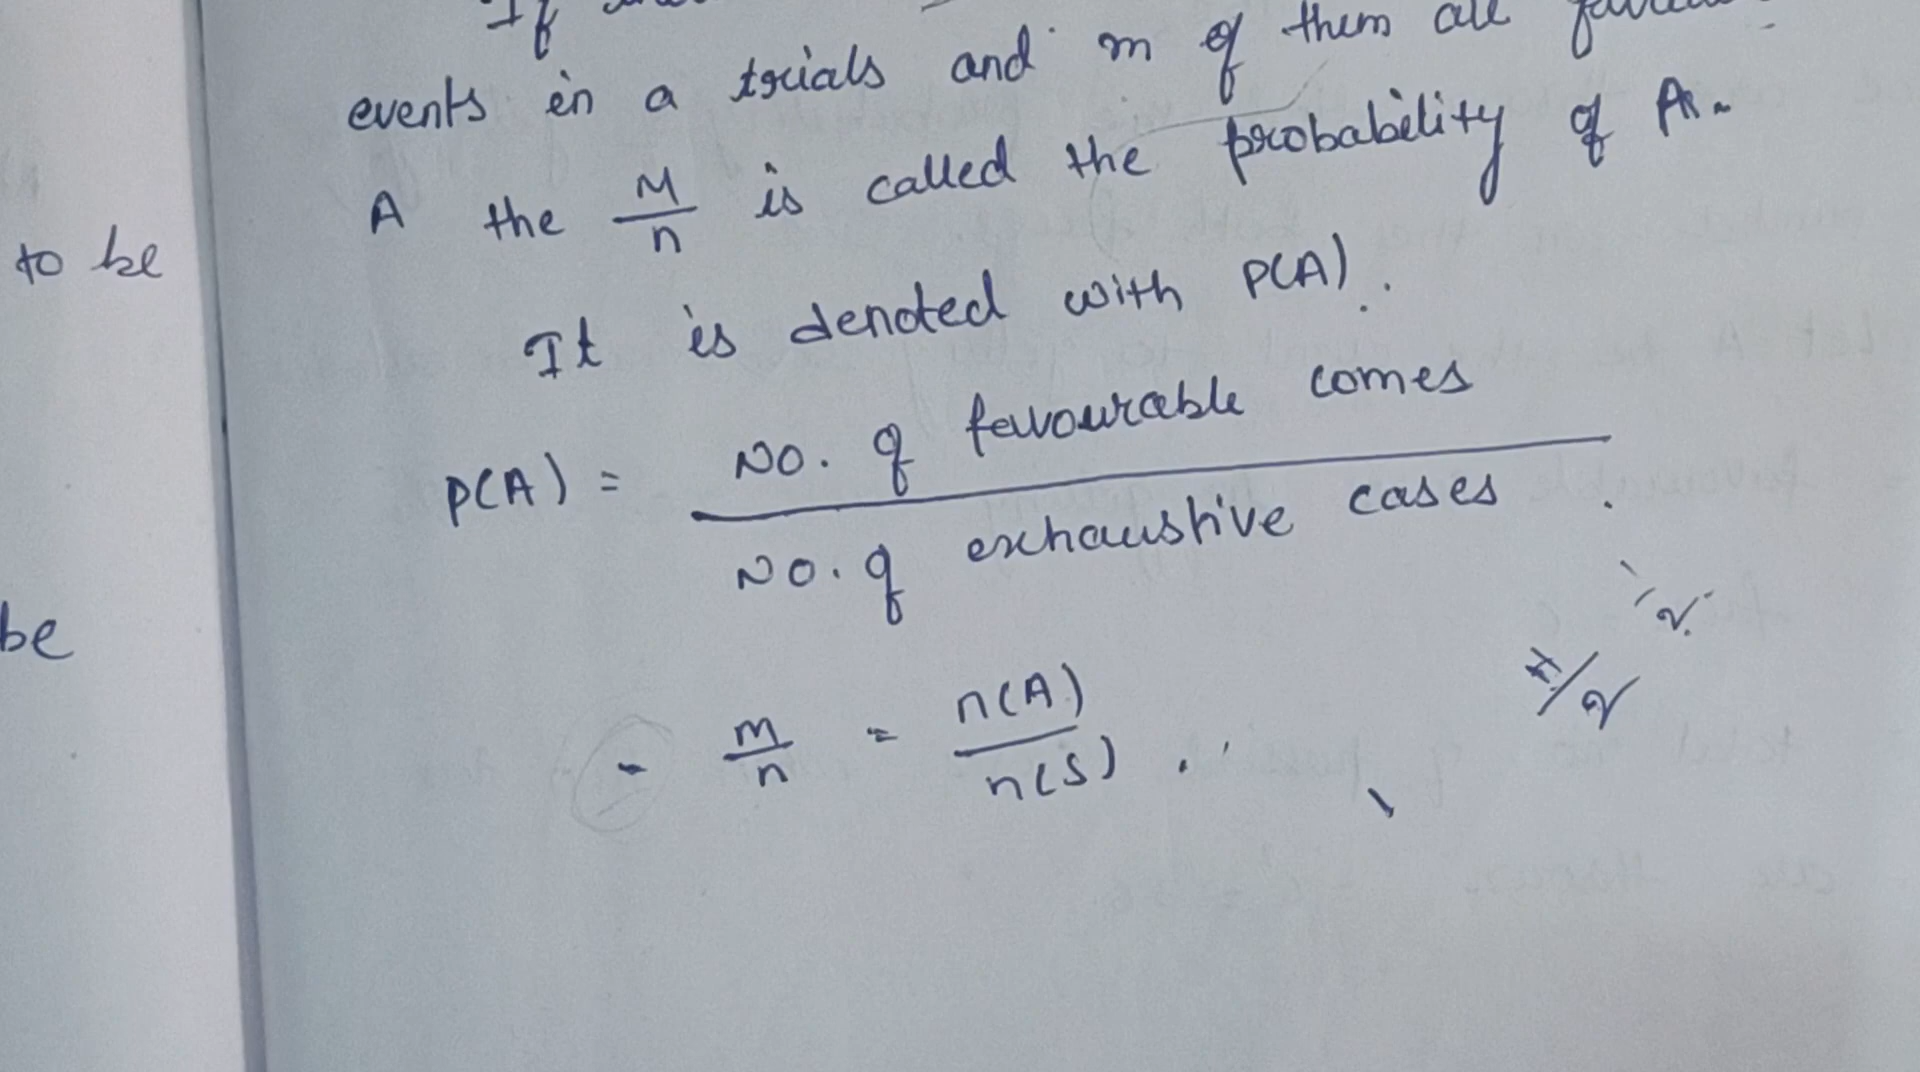 If
events in a trials and m of them are
A the M/n is called the probability of A.
to be
It is denoted with P(A).
P(A) = No. of favourable comes
No. of exhaustive cases.
be
= m/n = n(A)/n(S).